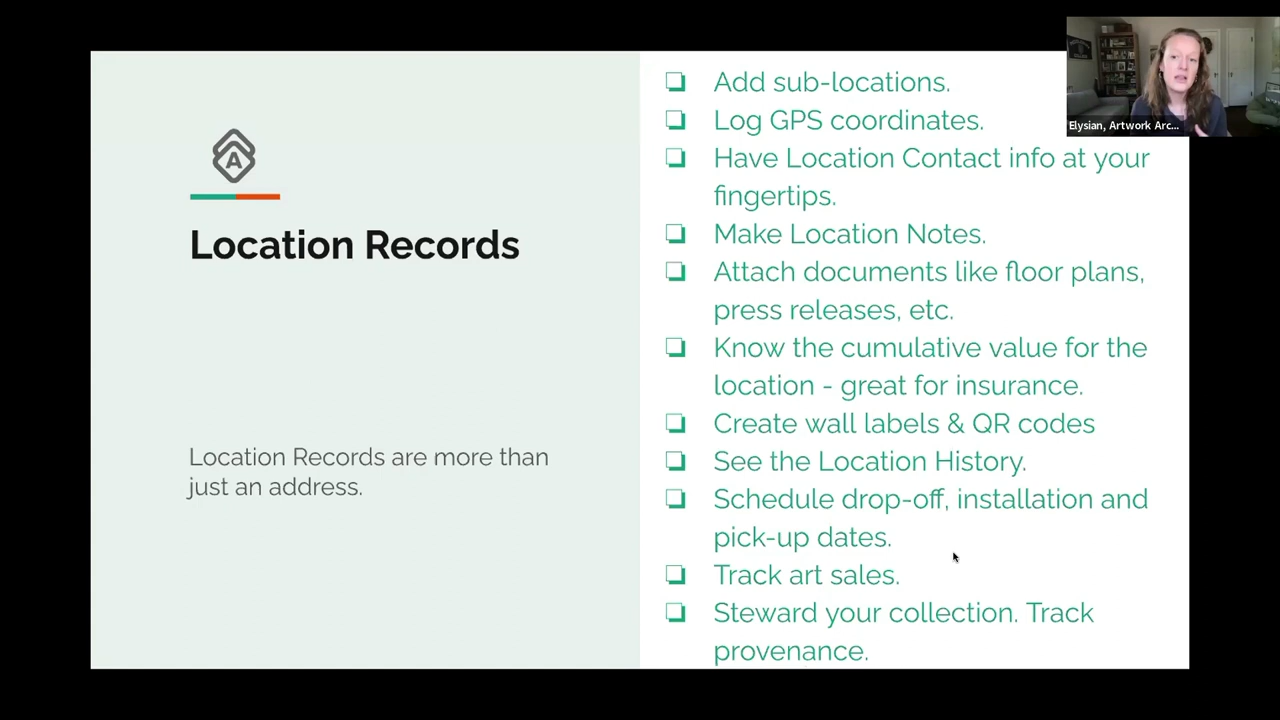 A
Location Records
Location Records are more than
just an address.
Add sub-locations.
Log GPS coordinates.
Have Location Contact info at your
fingertips.
Make Location Notes.
Attach documents like floor plans,
press releases, etc.
Know the cumulative value for the
location - great for insurance.
Create wall labels & QR codes
See the Location History.
Schedule drop-off, installation and
pick-up dates.
Track art sales.
Steward your collection. Track
provenance.
Elysian, Artwork Arc...